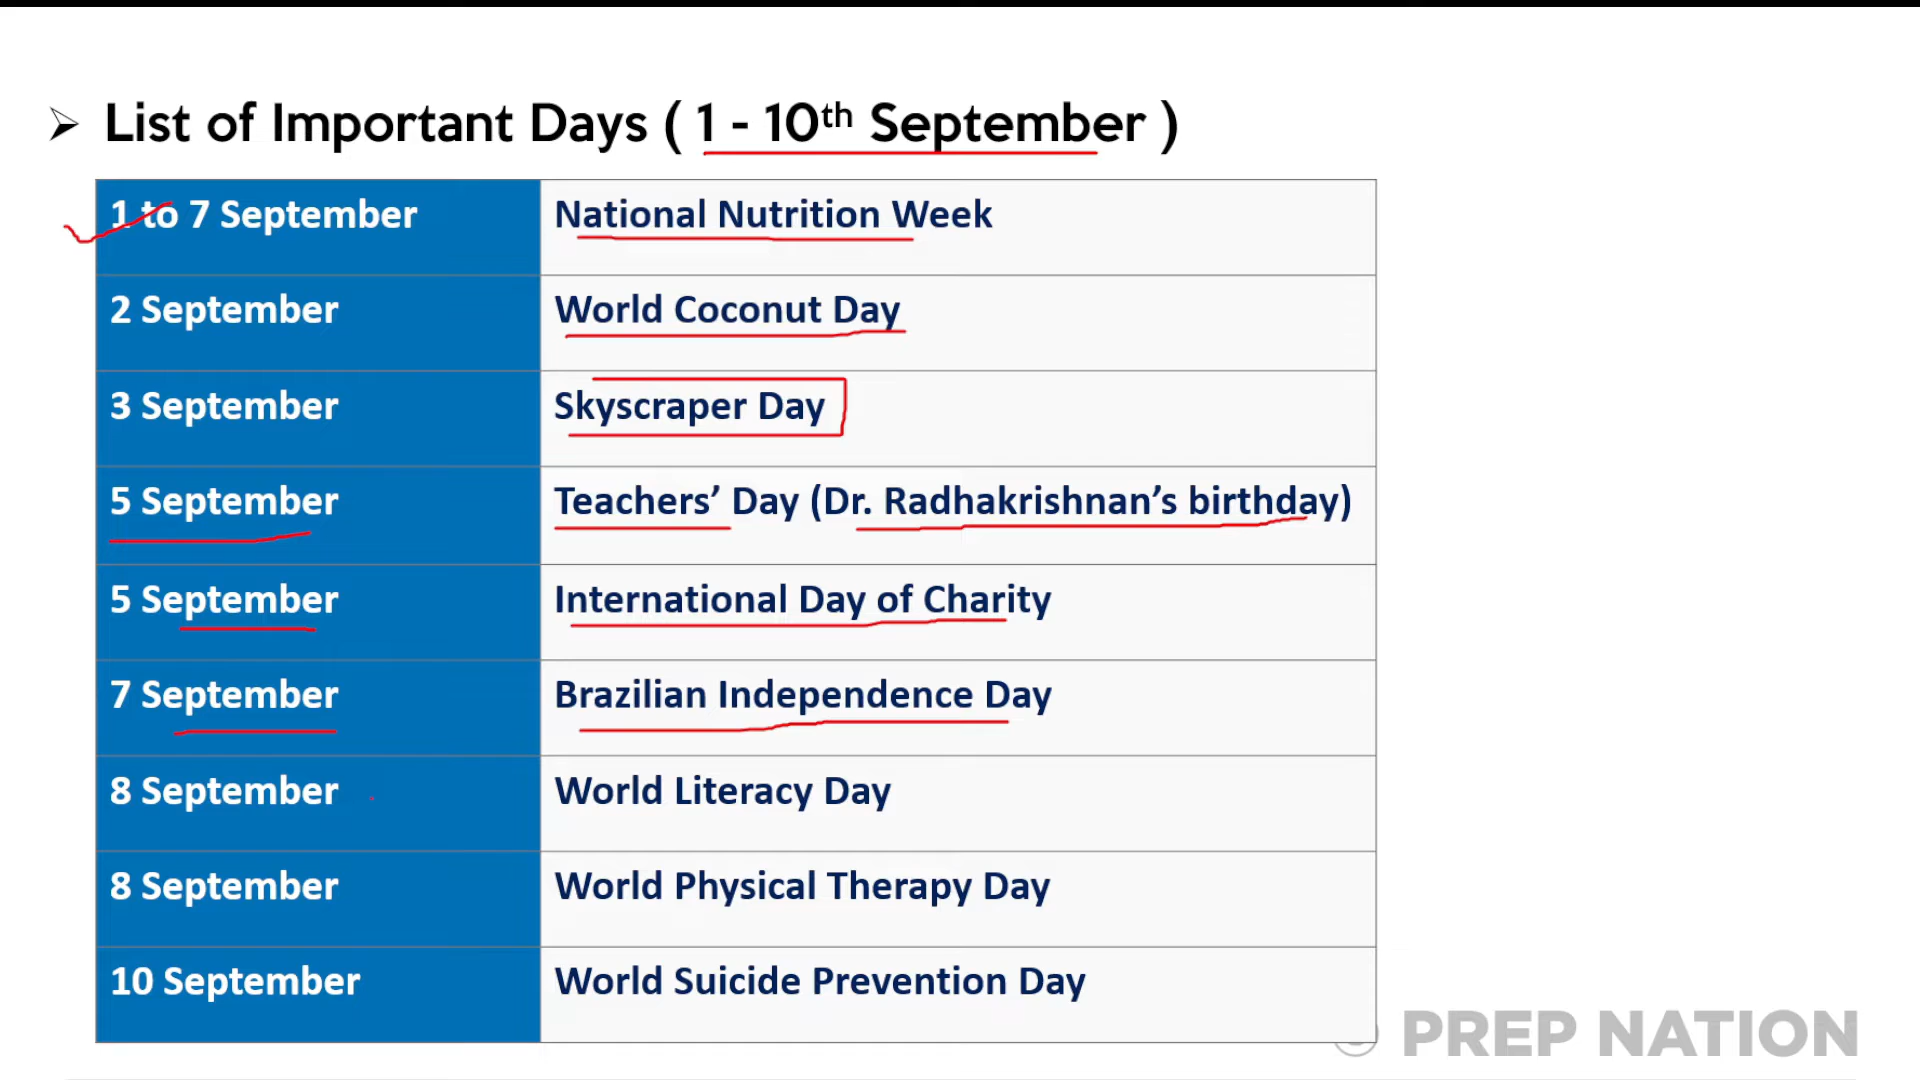 List of Important Days ( 1 - 10th September )
1 to 7 September National Nutrition Week
2 September World Coconut Day
3 September Skyscraper Day
5 September Teachers’ Day (Dr. Radhakrishnan’s birthday)
5 September International Day of Charity
7 September Brazilian Independence Day
8 September World Literacy Day
8 September World Physical Therapy Day
10 September World Suicide Prevention Day
PREP NATION